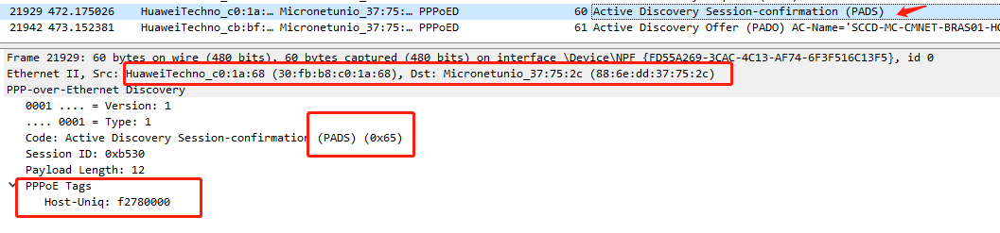 21929 472.175026 HuaweiTechno_c0:1a:… Micronetunio_37:75:… PPPoED 60 Active Discovery Session-confirmation (PADS)
21942 473.152381 HuaweiTechno_cb:bf:… Micronetunio_37:75:… PPPoED 61 Active Discovery Offer (PADO) AC-Name='SCCD-MC-CMNET-BRAS01-HO
Frame 21929: 60 bytes on wire (480 bits), 60 bytes captured (480 bits) on interface \Device\NPF_{FD55A269-3CAC-4C13-AF74-6F3F516C13F5}, id 0
Ethernet II, Src: HuaweiTechno_c0:1a:68 (30:fb:b8:c0:1a:68), Dst: Micronetunio_37:75:2c (88:6e:dd:37:75:2c)
PPP-over-Ethernet Discovery
0001 .... = Version: 1
.... 0001 = Type: 1
Code: Active Discovery Session-confirmation (PADS) (0x65)
Session ID: 0xb530
Payload Length: 12
PPPoE Tags
Host-Uniq: f2780000